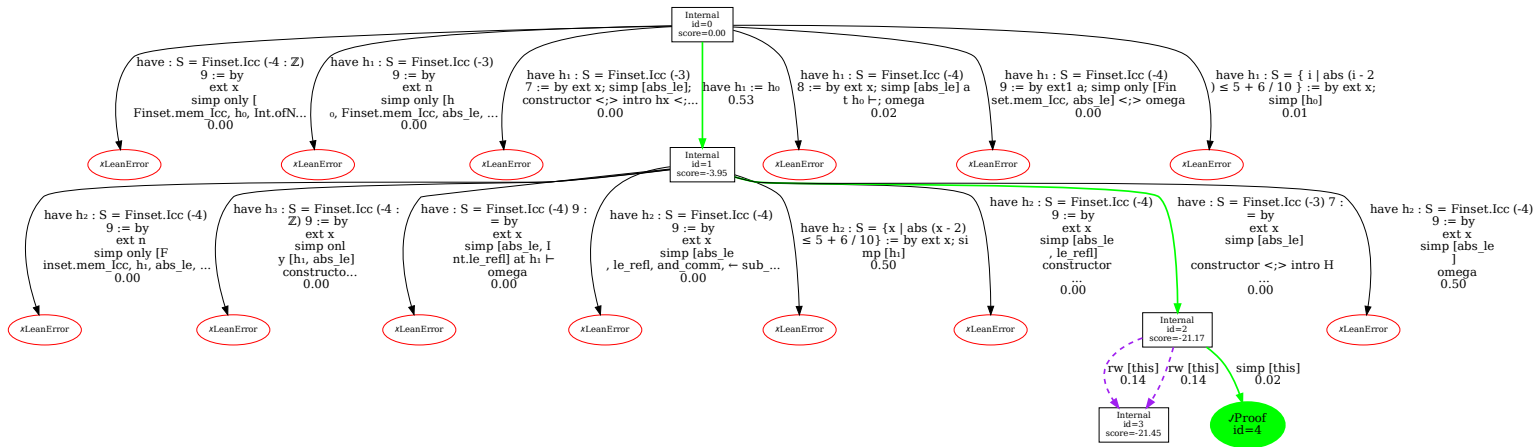 Internal
id=0
score=0.00
have : S = Finset.Icc (-4 : ℤ)
9 := by
ext x
simp only [
Finset.mem_Icc, h₀, Int.ofN...
0.00
have h₁ : S = Finset.Icc (-3)
9 := by
ext n
simp only [h
₀, Finset.mem_Icc, abs_le, ...
0.00
have h₁ : S = Finset.Icc (-3)
7 := by ext x; simp [abs_le];
constructor <;> intro hx <;...
0.00
have h₁ := h₀
0.53
have h₁ : S = Finset.Icc (-4)
8 := by ext x; simp [abs_le] a
t h₀ ⊢; omega
0.02
have h₁ : S = Finset.Icc (-4)
9 := by ext1 a; simp only [Fin
set.mem_Icc, abs_le] <;> omega
0.00
have h₁ : S = { i | abs (i - 2
) ≤ 5 + 6 / 10 } := by ext x;
simp [h₀]
0.01
✗LeanError
✗LeanError
✗LeanError
Internal
id=1
score=-3.95
✗LeanError
✗LeanError
✗LeanError
have h₂ : S = Finset.Icc (-4)
9 := by
ext n
simp only [F
inset.mem_Icc, h₁, abs_le, ...
0.00
have h₃ : S = Finset.Icc (-4 :
ℤ) 9 := by
ext x
simp onl
y [h₁, abs_le]
constructo...
0.00
have : S = Finset.Icc (-4) 9 :
= by
ext x
simp [abs_le, I
nt.le_refl] at h₁ ⊢
omega
0.00
have h₂ : S = Finset.Icc (-4)
9 := by
ext x
simp [abs_le
, le_refl, and_comm, ← sub_...
0.00
have h₂ : S = {x | abs (x - 2)
≤ 5 + 6 / 10} := by ext x; si
mp [h₁]
0.50
have h₂ : S = Finset.Icc (-4)
9 := by
ext x
simp [abs_le
, le_refl]
constructor
...
0.00
have : S = Finset.Icc (-3) 7 :
= by
ext x
simp [abs_le]
constructor <;> intro H
...
0.00
have h₂ : S = Finset.Icc (-4)
9 := by
ext x
simp [abs_le
]
omega
0.50
✗LeanError
✗LeanError
✗LeanError
✗LeanError
✗LeanError
✗LeanError
Internal
id=2
score=-21.17
✗LeanError
rw [this]
0.14
rw [this]
0.14
simp [this]
0.02
Internal
id=3
score=-21.45
✓Proof
id=4